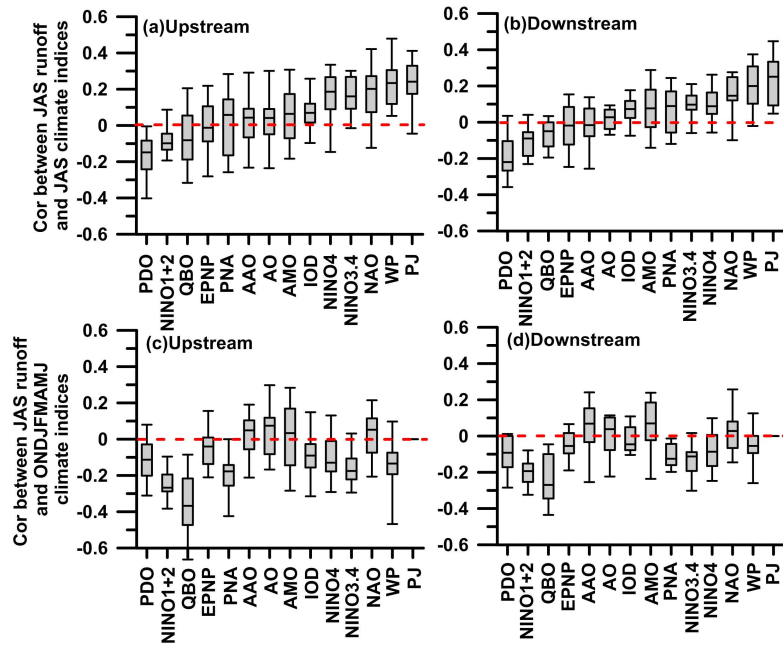 Cor between JAS runoff
and JAS climate indices
0.6
0.4
0.2
0
-0.2
-0.4
-0.6
(a)Upstream
PDO
NINO1+2
QBO
EPNP
PNA
AAO
AO
AMO
IOD
NINO4
NINO3.4
NAO
WP
PJ
0.6
0.4
0.2
0
-0.2
-0.4
-0.6
(b)Downstream
PDO
NINO1+2
QBO
EPNP
AAO
AO
IOD
AMO
PNA
NINO3.4
NINO4
NAO
WP
PJ
Cor between JAS runoff
and ONDJFMAMJ
climate indices
0.6
0.4
0.2
0
-0.2
-0.4
-0.6
(c)Upstream
PDO
NINO1+2
QBO
EPNP
PNA
AAO
AO
AMO
IOD
NINO4
NINO3.4
NAO
WP
PJ
0.6
0.4
0.2
0
-0.2
-0.4
-0.6
(d)Downstream
PDO
NINO1+2
QBO
EPNP
AAO
AO
IOD
AMO
PNA
NINO3.4
NINO4
NAO
WP
PJ